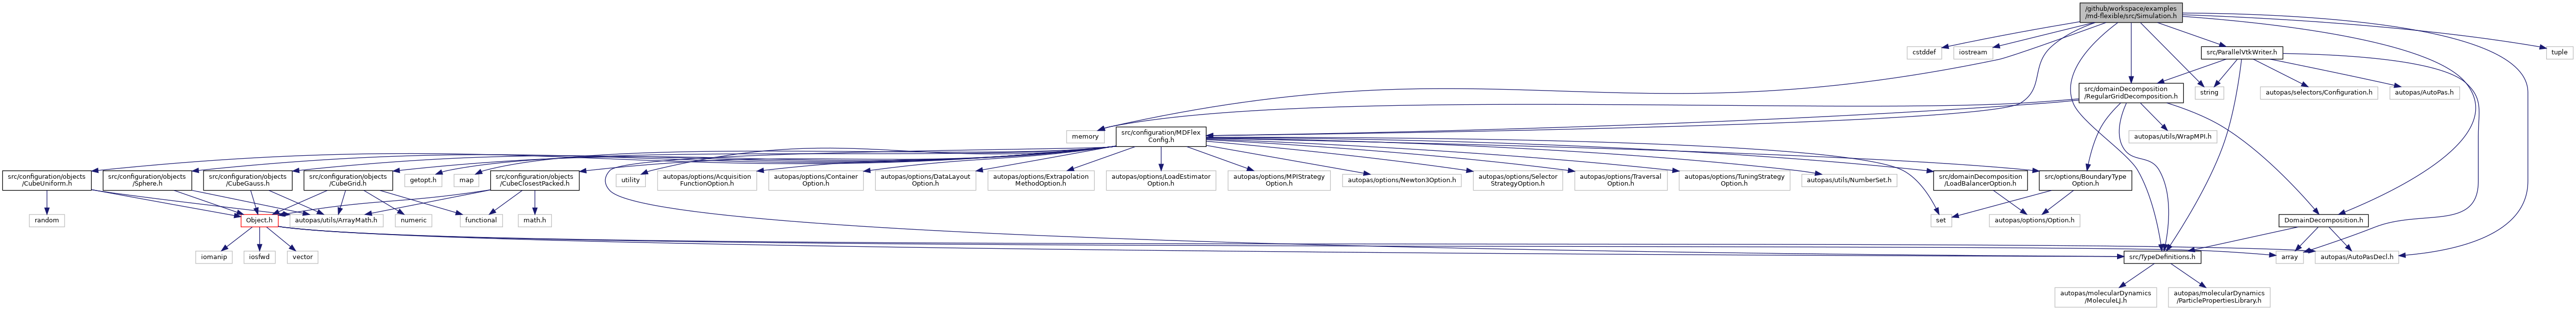 /github/workspace/examples
/md-flexible/src/Simulation.h
cstddef
iostream
src/ParallelVtkWriter.h
tuple
src/domainDecomposition
/RegularGridDecomposition.h
string
autopas/selectors/Configuration.h
autopas/AutoPas.h
memory
src/configuration/MDFlex
Config.h
autopas/utils/WrapMPI.h
src/configuration/objects
/CubeUniform.h
src/configuration/objects
/Sphere.h
src/configuration/objects
/CubeGauss.h
src/configuration/objects
/CubeGrid.h
getopt.h
map
src/configuration/objects
/CubeClosestPacked.h
utility
autopas/options/Acquisition
FunctionOption.h
autopas/options/Container
Option.h
autopas/options/DataLayout
Option.h
autopas/options/Extrapolation
MethodOption.h
autopas/options/LoadEstimator
Option.h
autopas/options/MPIStrategy
Option.h
autopas/options/Newton3Option.h
autopas/options/Selector
StrategyOption.h
autopas/options/Traversal
Option.h
autopas/options/TuningStrategy
Option.h
autopas/utils/NumberSet.h
src/domainDecomposition
/LoadBalancerOption.h
src/options/BoundaryType
Option.h
random
Object.h
autopas/utils/ArrayMath.h
numeric
functional
math.h
set
autopas/options/Option.h
DomainDecomposition.h
iomanip
iosfwd
vector
src/TypeDefinitions.h
array
autopas/AutoPasDecl.h
autopas/molecularDynamics
/MoleculeLJ.h
autopas/molecularDynamics
/ParticlePropertiesLibrary.h